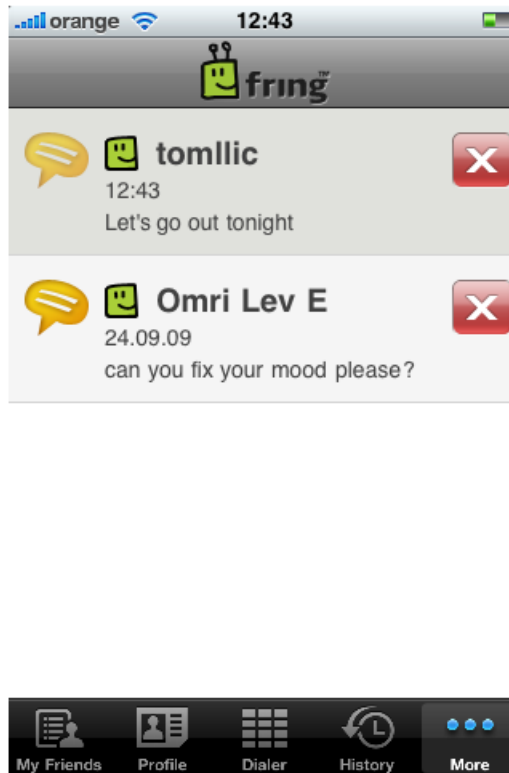 orange 12:43
fring™
tomllic
12:43
Let's go out tonight
Omri Lev E
24.09.09
can you fix your mood please?
My Friends Profile Dialer History More